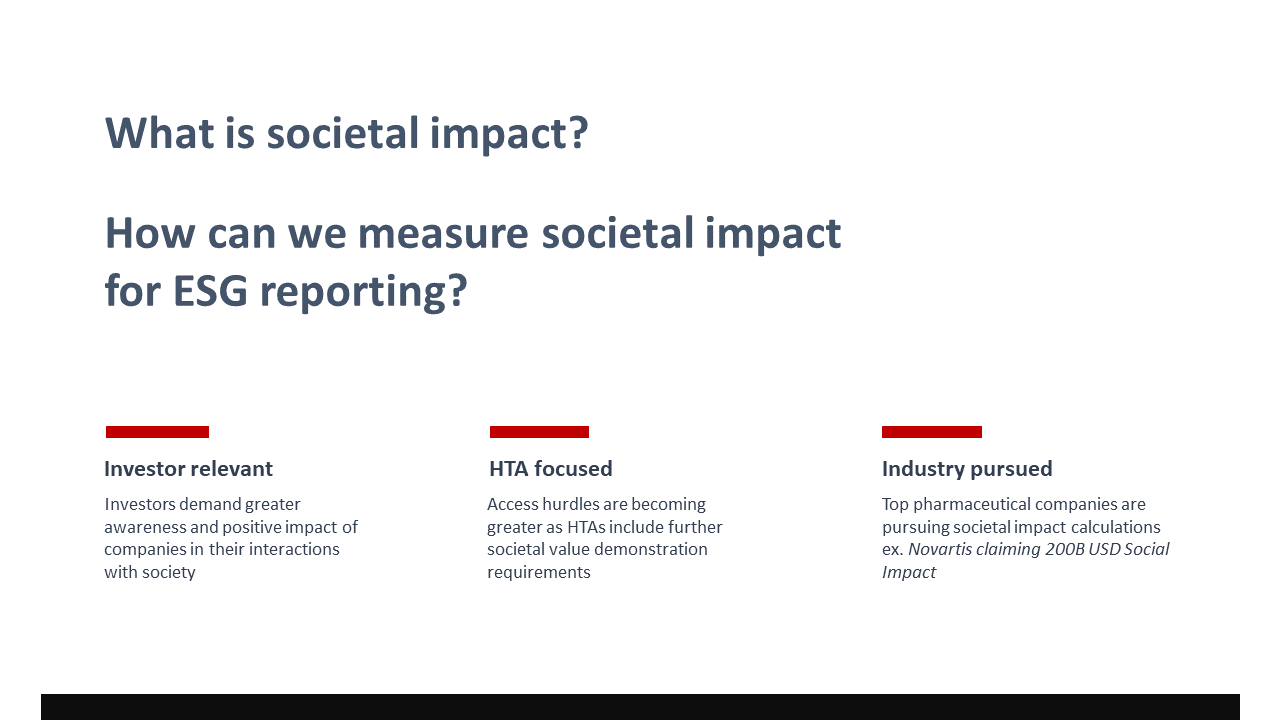 What is societal impact?
How can we measure societal impact
for ESG reporting?
Investor relevant
Investors demand greater
awareness and positive impact of
companies in their interactions
with society
HTA focused
Access hurdles are becoming
greater as HTAs include further
societal value demonstration
requirements
Industry pursued
Top pharmaceutical companies are
pursuing societal impact calculations
ex. Novartis claiming 200B USD Social
Impact